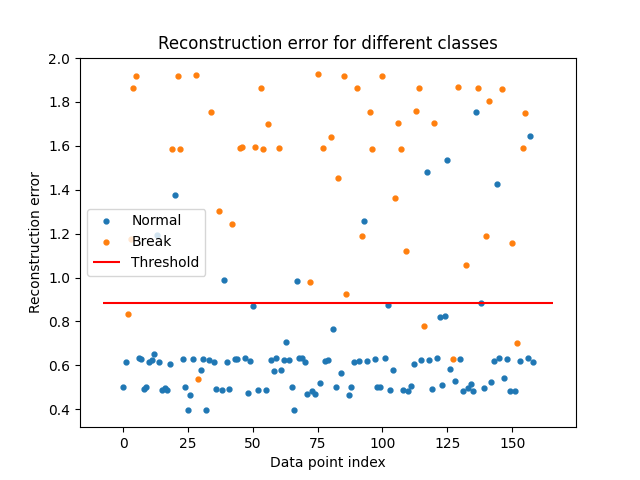 Reconstruction error for different classes
Reconstruction error
2.0
1.8
1.6
1.4
1.2
1.0
0.8
0.6
0.4
Normal
Break
Threshold
0 25 50 75 100 125 150
Data point index